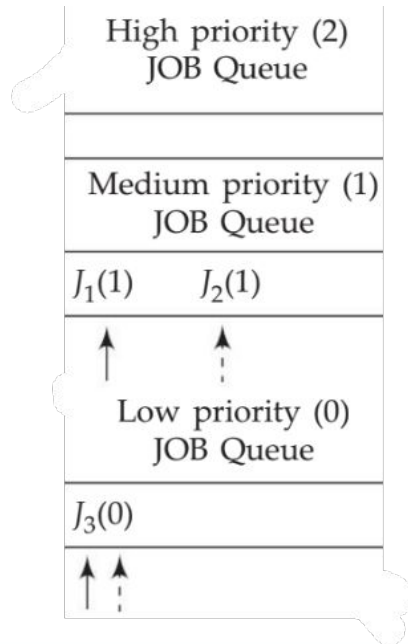 High priority (2)
JOB Queue
Medium priority (1)
JOB Queue
J₁(1) J₂(1)
Low priority (0)
JOB Queue
J₃(0)